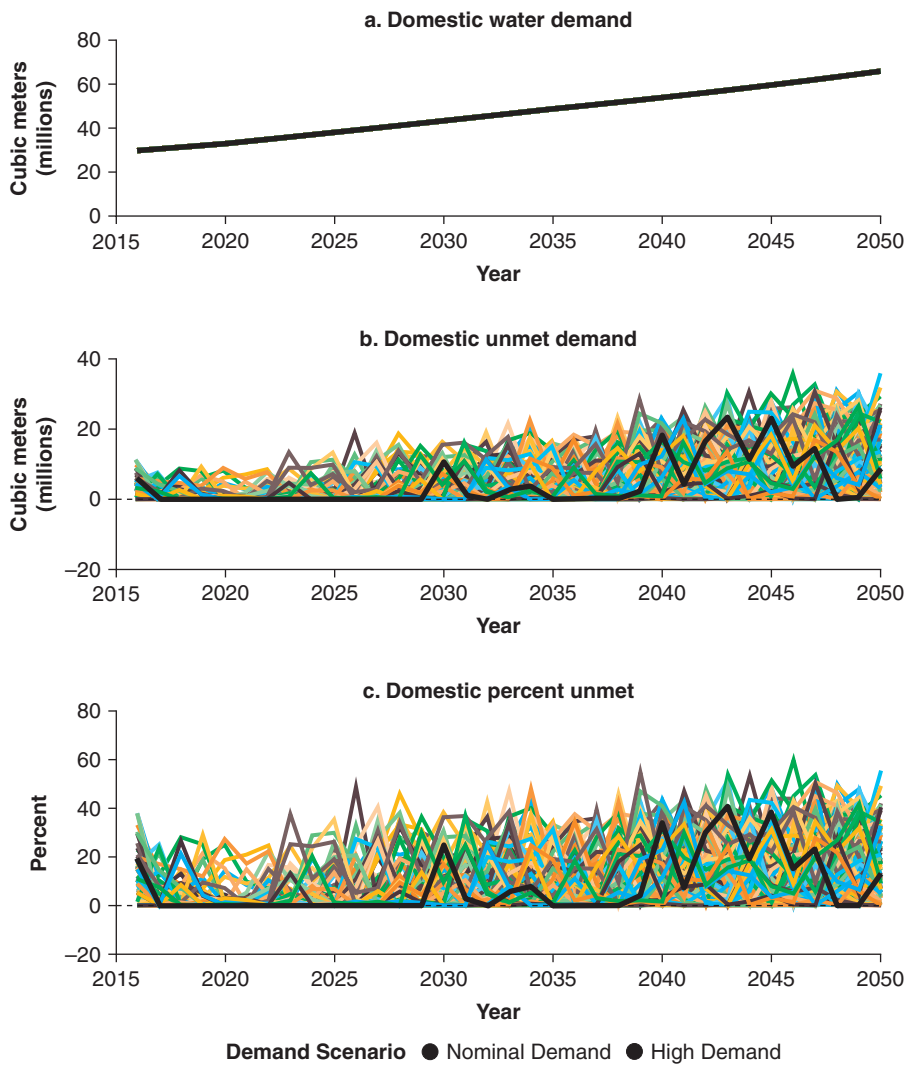 a. Domestic water demand
Cubic meters
(millions)
80
60
40
20
0
2015 2020 2025 2030 2035 2040 2045 2050
Year
b. Domestic unmet demand
Cubic meters
(millions)
40
20
0
–20
2015 2020 2025 2030 2035 2040 2045 2050
Year
c. Domestic percent unmet
Percent
80
60
40
20
0
–20
2015 2020 2025 2030 2035 2040 2045 2050
Year
Demand Scenario Nominal Demand High Demand